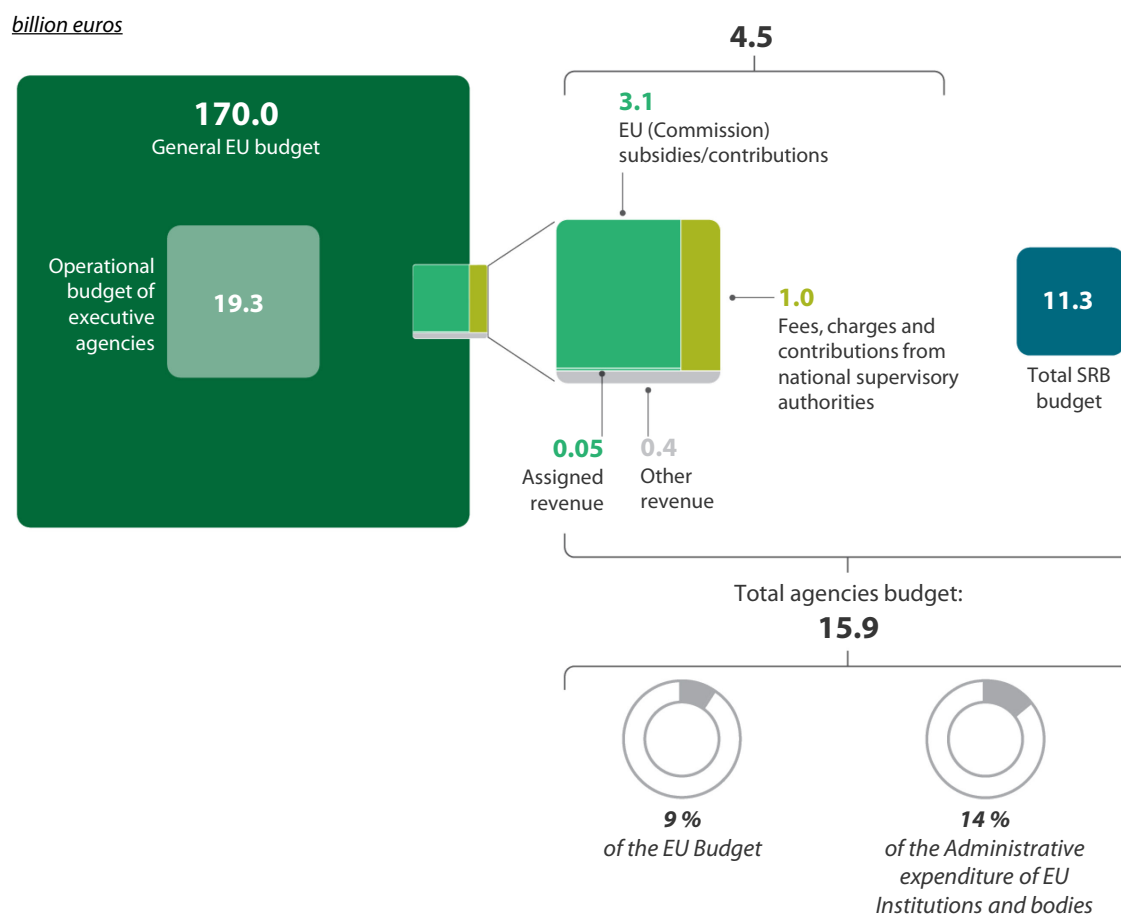 billion euros
170.0
General EU budget
Operational
budget of
executive
agencies
19.3
4.5
3.1
EU (Commission)
subsidies/contributions
1.0
Fees, charges and
contributions from
national supervisory
authorities
0.05
Assigned
revenue
0.4
Other
revenue
11.3
Total SRB
budget
Total agencies budget:
15.9
9 %
of the EU Budget
14 %
of the Administrative
expenditure of EU
Institutions and bodies